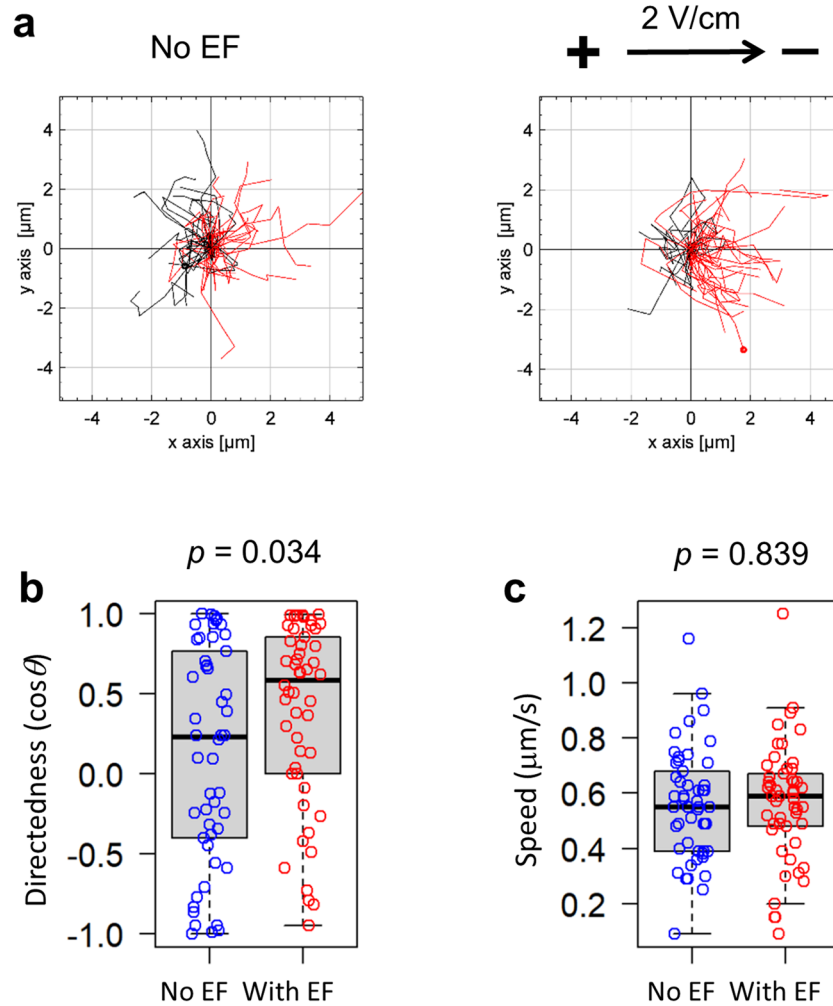 a
No EF
2 V/cm
+ −
4
2
0
-2
-4
y axis [µm]
-4 -2 0 2 4
x axis [µm]
4
2
0
-2
-4
y axis [µm]
-4 -2 0 2 4
x axis [µm]
b
p = 0.034
1.0
0.5
0.0
-0.5
-1.0
Directedness (cosθ)
No EF With EF
c
p = 0.839
1.2
1.0
0.8
0.6
0.4
0.2
Speed (µm/s)
No EF With EF